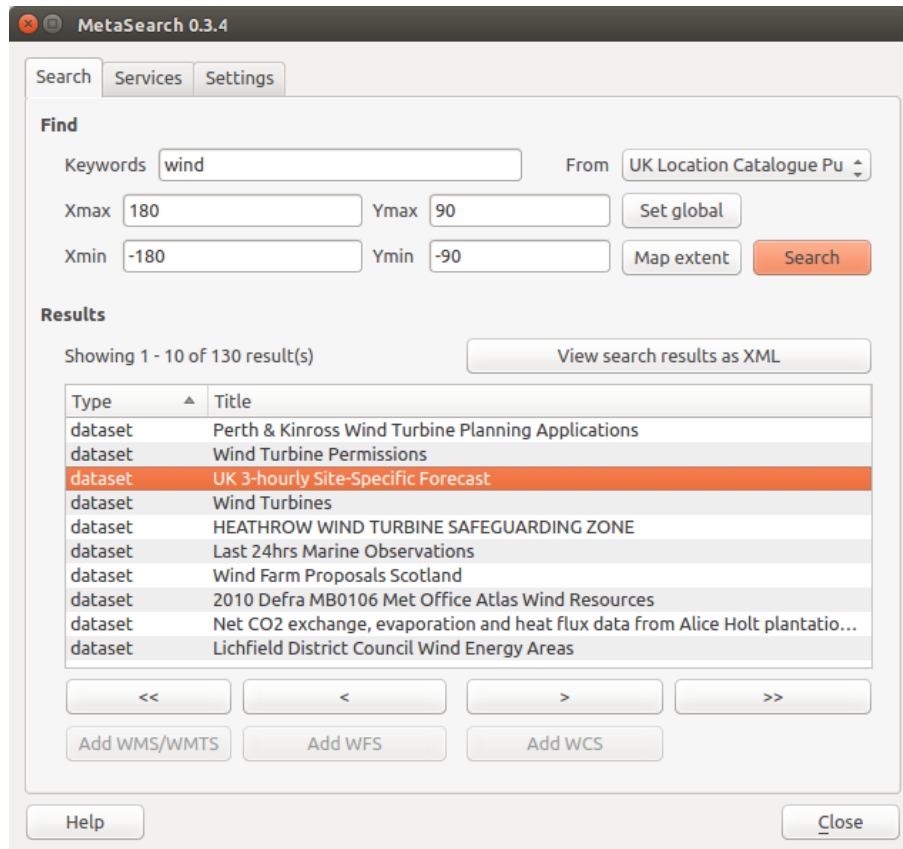 MetaSearch 0.3.4
Search Services Settings
Find
Keywords wind From UK Location Catalogue Pu
Xmax 180 Ymax 90 Set global
Xmin -180 Ymin -90 Map extent Search
Results
Showing 1 - 10 of 130 result(s) View search results as XML
Type Title
dataset Perth & Kinross Wind Turbine Planning Applications
dataset Wind Turbine Permissions
dataset UK 3-hourly Site-Specific Forecast
dataset Wind Turbines
dataset HEATHROW WIND TURBINE SAFEGUARDING ZONE
dataset Last 24hrs Marine Observations
dataset Wind Farm Proposals Scotland
dataset 2010 Defra MB0106 Met Office Atlas Wind Resources
dataset Net CO2 exchange, evaporation and heat flux data from Alice Holt plantatio...
dataset Lichfield District Council Wind Energy Areas
<< < > >>
Add WMS/WMTS Add WFS Add WCS
Help Close